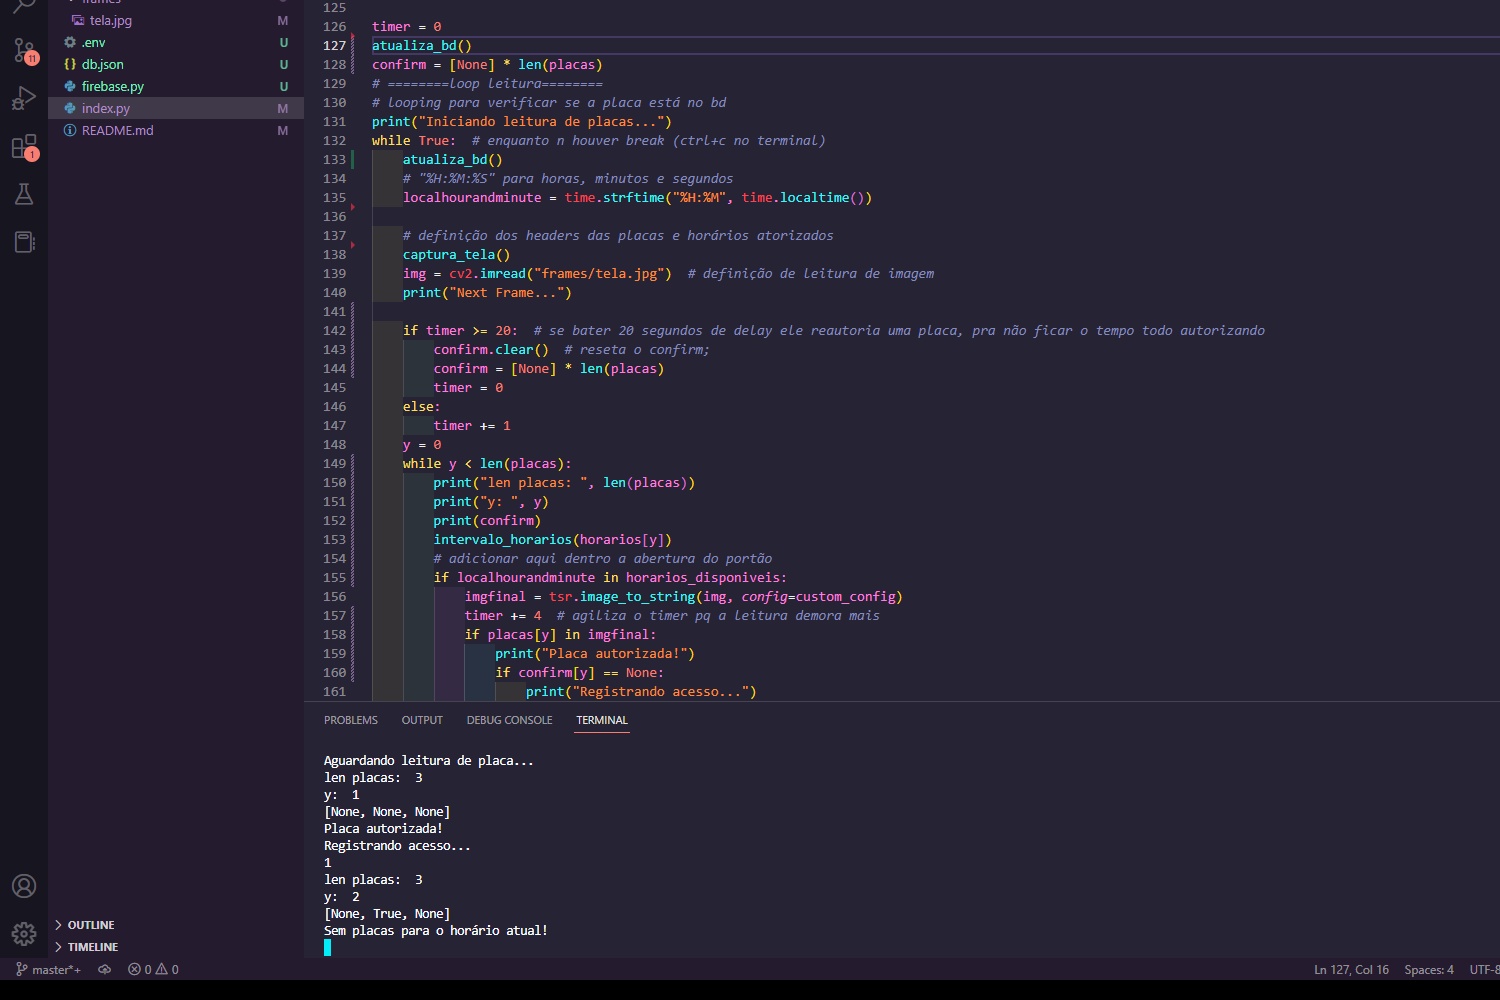 frames
tela.jpg M
.env U
{} db.json U
firebase.py U
index.py M
README.md M
11
1
OUTLINE
TIMELINE
125
126 timer = 0
127 atualiza_bd()
128 confirm = [None] * len(placas)
129 # ========loop leitura========
130 # looping para verificar se a placa está no bd
131 print("Iniciando leitura de placas...")
132 while True:  # enquanto n houver break (ctrl+c no terminal)
133     atualiza_bd()
134     # "%H:%M:%S" para horas, minutos e segundos
135     localhourandminute = time.strftime("%H:%M", time.localtime())
136
137     # definição dos headers das placas e horários atorizados
138     captura_tela()
139     img = cv2.imread("frames/tela.jpg")  # definição de leitura de imagem
140     print("Next Frame...")
141
142     if timer >= 20:  # se bater 20 segundos de delay ele reautoria uma placa, pra não ficar o tempo todo autorizando
143         confirm.clear()  # reseta o confirm;
144         confirm = [None] * len(placas)
145         timer = 0
146     else:
147         timer += 1
148     y = 0
149     while y < len(placas):
150         print("len placas: ", len(placas))
151         print("y: ", y)
152         print(confirm)
153         intervalo_horarios(horarios[y])
154         # adicionar aqui dentro a abertura do portão
155         if localhourandminute in horarios_disponiveis:
156             imgfinal = tsr.image_to_string(img, config=custom_config)
157             timer += 4  # agiliza o timer pq a leitura demora mais
158             if placas[y] in imgfinal:
159                 print("Placa autorizada!")
160                 if confirm[y] == None:
161                     print("Registrando acesso...")
PROBLEMS OUTPUT DEBUG CONSOLE TERMINAL
Aguardando leitura de placa...
len placas:  3
y:  1
[None, None, None]
Placa autorizada!
Registrando acesso...
1
len placas:  3
y:  2
[None, True, None]
Sem placas para o horário atual!
master*+ 0 0 Ln 127, Col 16 Spaces: 4 UTF-8